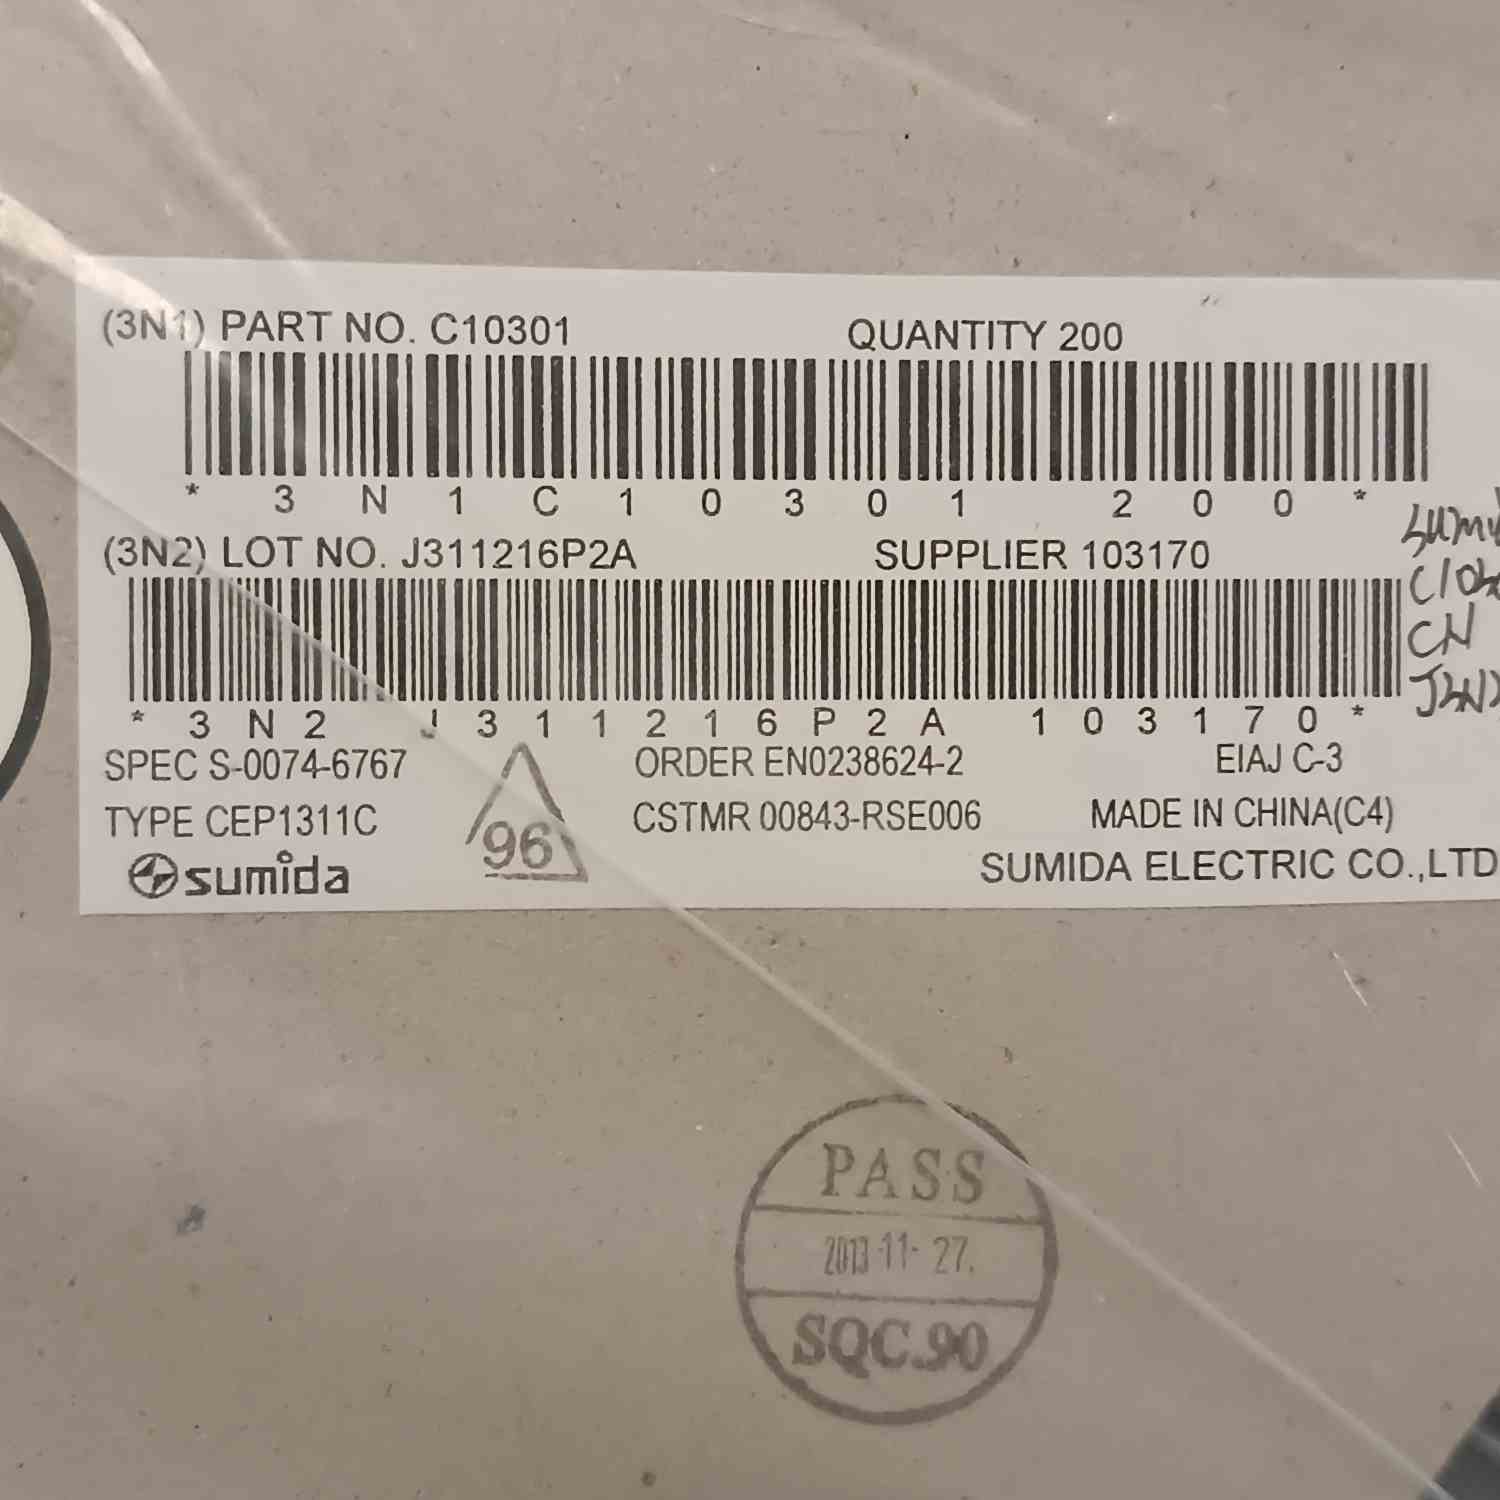 (3N1) PART NO. C10301 QUANTITY 200
* 3 N 1 C 1 0 3 0 1 2 0 0 *
(3N2) LOT NO. J311216P2A SUPPLIER 103170
* 3 N 2 J 3 1 1 2 1 6 P 2 A 1 0 3 1 7 0 *
SPEC S-0074-6767 ORDER EN0238624-2 EIAJ C-3
TYPE CEP1311C CSTMR 00843-RSE006 MADE IN CHINA(C4)
96
sumida SUMIDA ELECTRIC CO.,LTD
CN
PASS
2013-11-27.
SQC.90